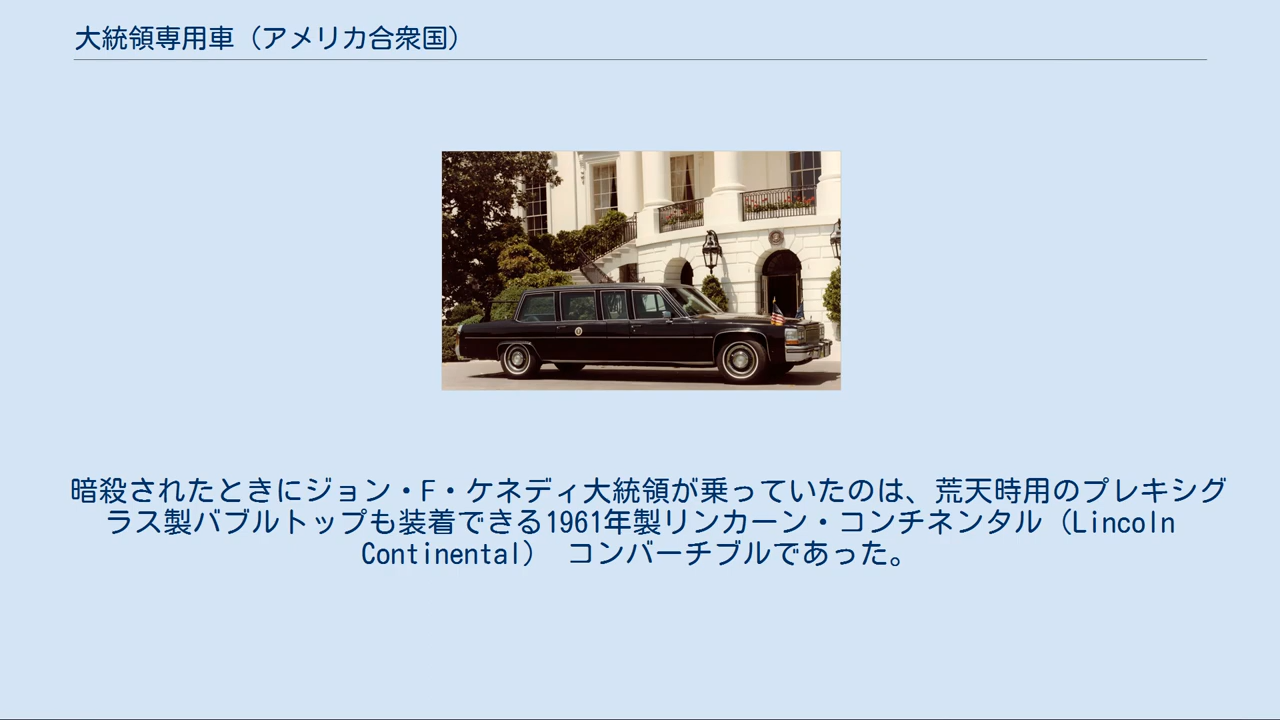 大統領専用車（アメリカ合衆国）
暗殺されたときにジョン・F・ケネディ大統領が乗っていたのは、荒天時用のプレキシグ
ラス製バブルトップも装着できる1961年製リンカーン・コンチネンタル（Lincoln
Continental） コンバーチブルであった。